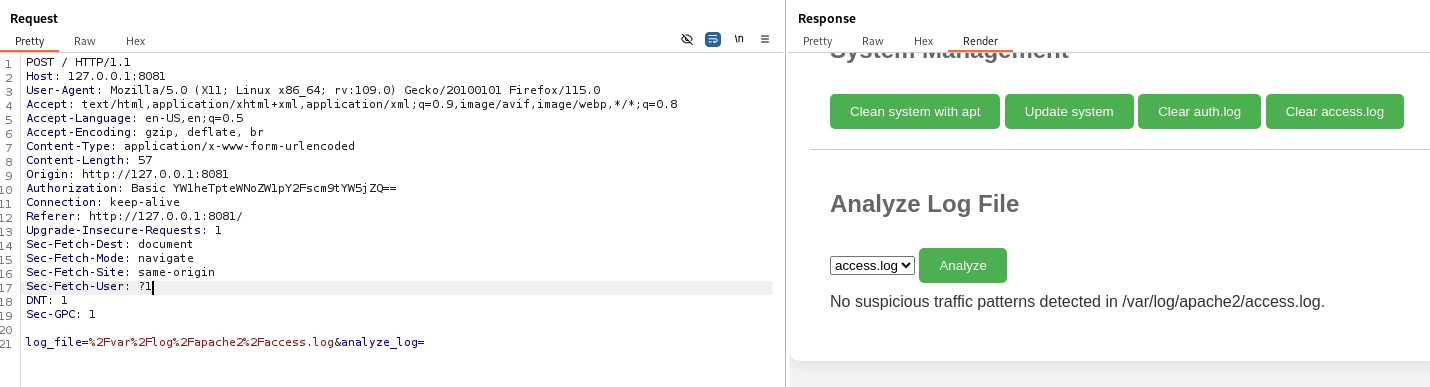 Request
Pretty Raw Hex
\n
1 POST / HTTP/1.1
2 Host: 127.0.0.1:8081
3 User-Agent: Mozilla/5.0 (X11; Linux x86_64; rv:109.0) Gecko/20100101 Firefox/115.0
4 Accept: text/html,application/xhtml+xml,application/xml;q=0.9,image/avif,image/webp,*/*;q=0.8
5 Accept-Language: en-US,en;q=0.5
6 Accept-Encoding: gzip, deflate, br
7 Content-Type: application/x-www-form-urlencoded
8 Content-Length: 57
9 Origin: http://127.0.0.1:8081
10 Authorization: Basic YW1heTpteWNoZW1pY2Fscm9tYW5jZQ==
11 Connection: keep-alive
12 Referer: http://127.0.0.1:8081/
13 Upgrade-Insecure-Requests: 1
14 Sec-Fetch-Dest: document
15 Sec-Fetch-Mode: navigate
16 Sec-Fetch-Site: same-origin
17 Sec-Fetch-User: ?1
18 DNT: 1
19 Sec-GPC: 1
20
21 log_file=%2Fvar%2Flog%2Fapache2%2Faccess.log&analyze_log=
Response
Pretty Raw Hex Render
System Management
Clean system with apt Update system Clear auth.log Clear access.log
Analyze Log File
access.log Analyze
No suspicious traffic patterns detected in /var/log/apache2/access.log.